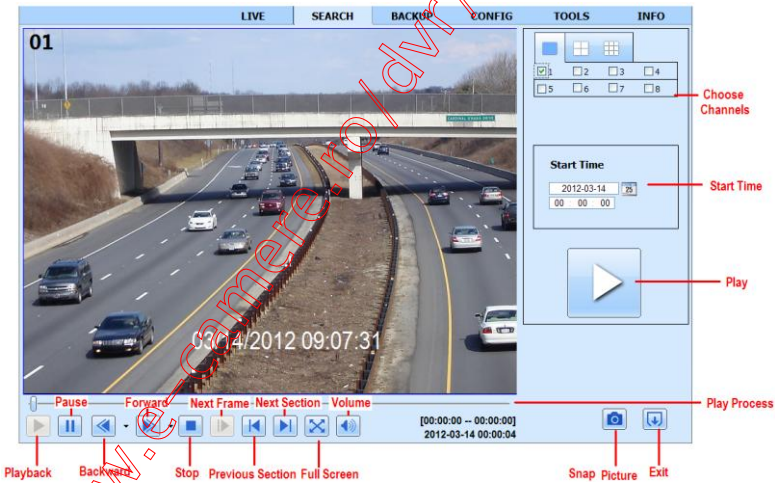 LIVE SEARCH BACKUP CONFIG TOOLS INFO
01
1 2 3 4
5 6 7 8
Choose
Channels
Start Time
2012-03-14
00 00 00
Start Time
Play
03/14/2012 09:07:31
Play Process
Pause Forward Next Frame Next Section Volume
[00:00:00 -- 00:00:00]
2012-03-14 00:00:04
Playback Backward Stop Previous Section Full Screen Snap Picture Exit
www.e-camere.ro/dvr/